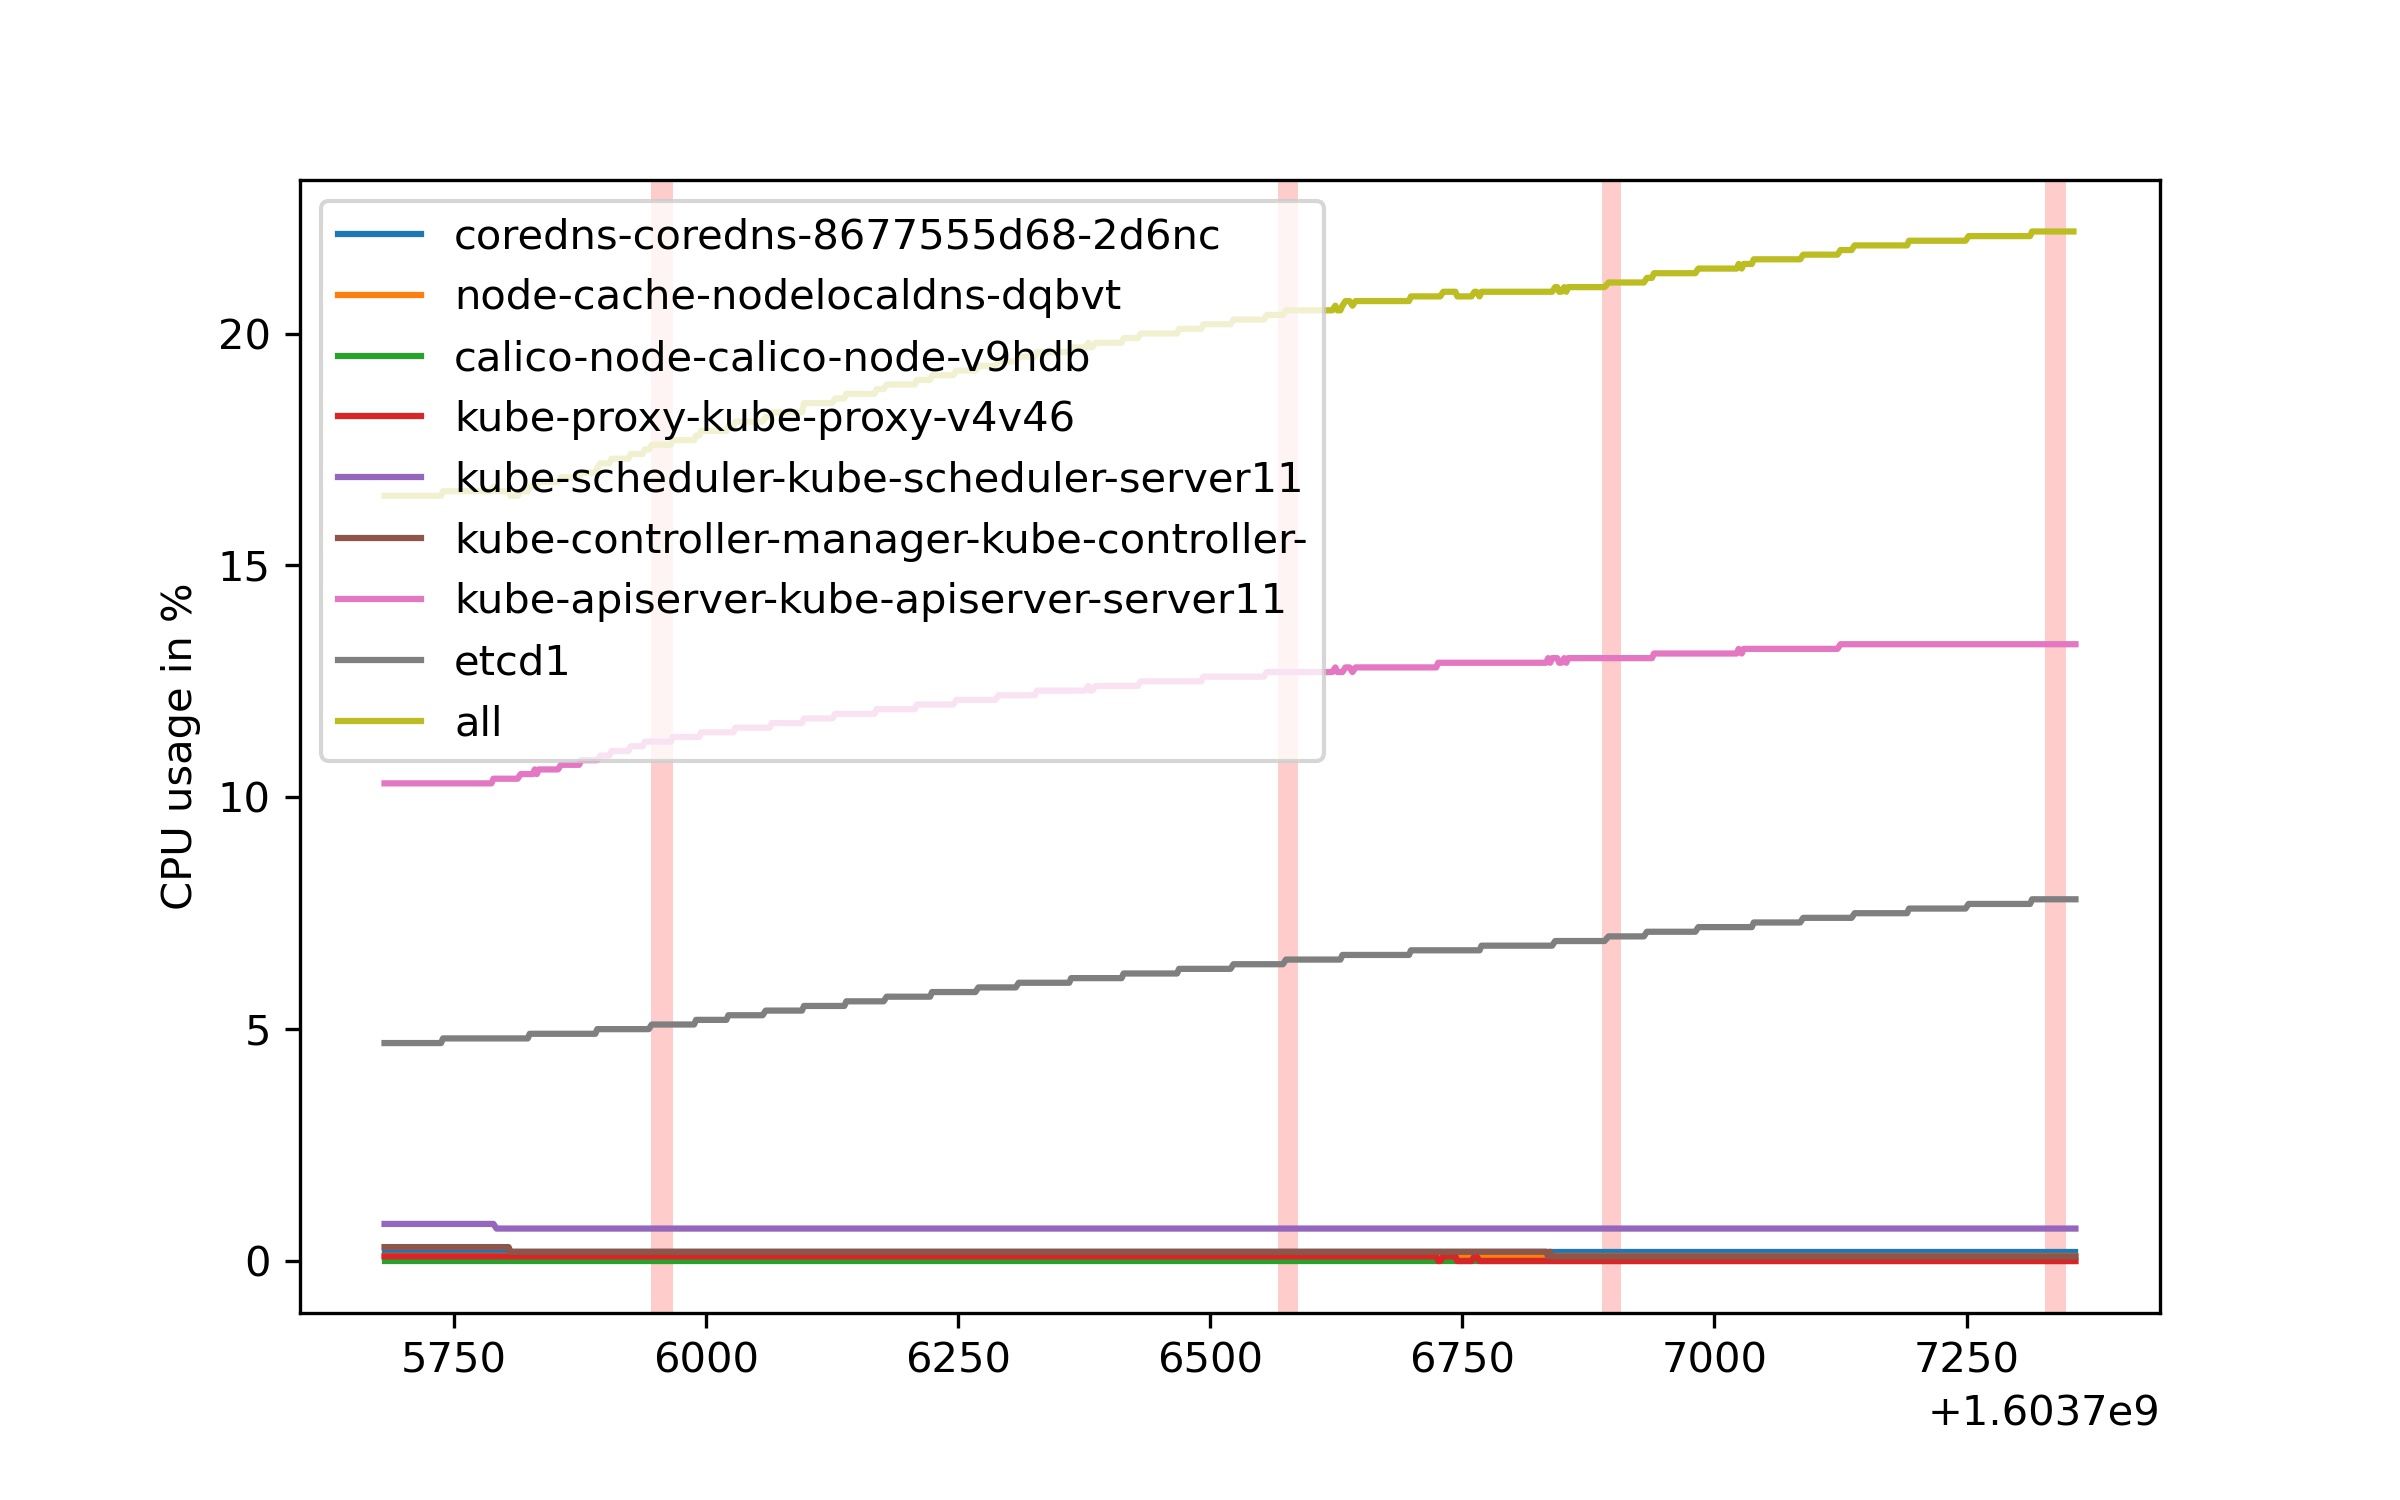 coredns-coredns-8677555d68-2d6nc
node-cache-nodelocaldns-dqbvt
calico-node-calico-node-v9hdb
kube-proxy-kube-proxy-v4v46
kube-scheduler-kube-scheduler-server11
kube-controller-manager-kube-controller-
kube-apiserver-kube-apiserver-server11
etcd1
all
CPU usage in %
20
15
10
5
0
5750 6000 6250 6500 6750 7000 7250
+1.6037e9